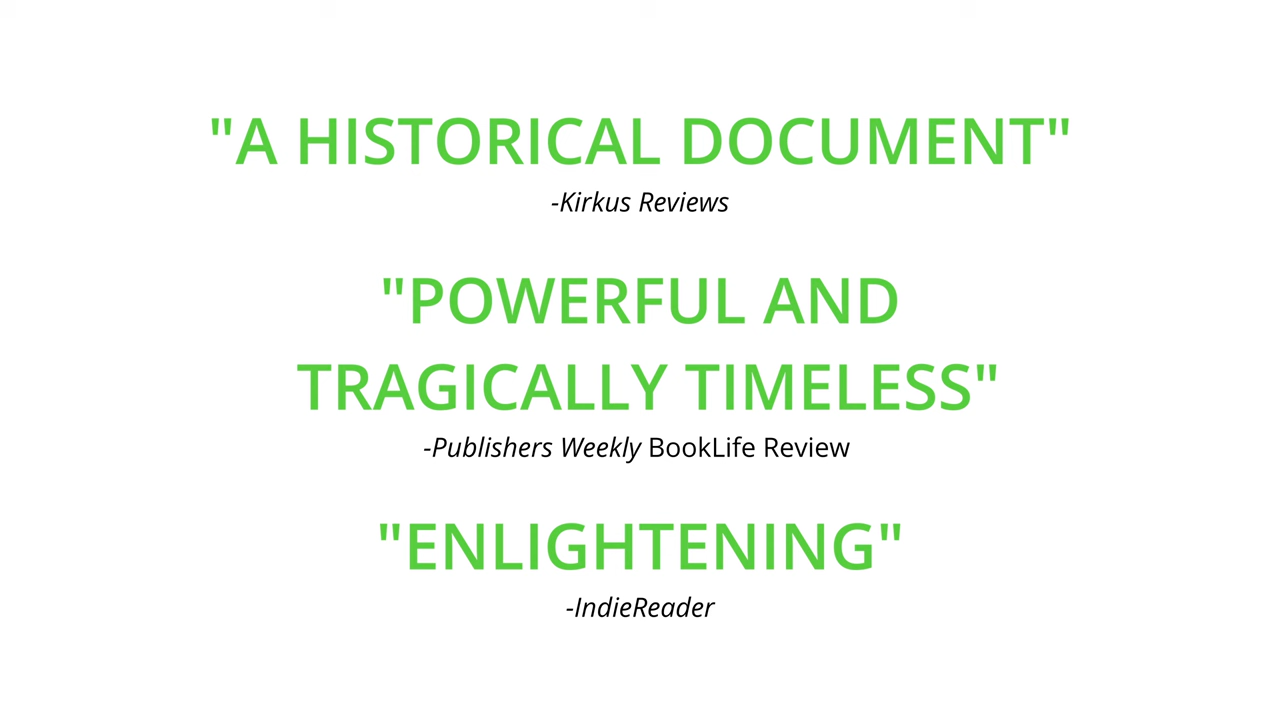 "A HISTORICAL DOCUMENT"
-Kirkus Reviews
"POWERFUL AND
TRAGICALLY TIMELESS"
-Publishers Weekly BookLife Review
"ENLIGHTENING"
-IndieReader